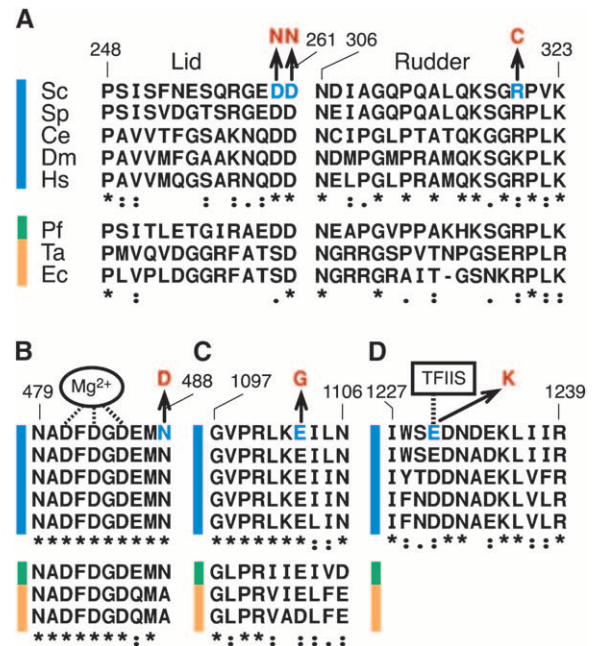 A
N N C
248 Lid 261 306 Rudder 323
Sc PSISFNESQRGEDD NDIAGQPQALQKSGRPVK
Sp PSISVDGTSRGEDD NEIAGQPQALQKSGRPLK
Ce PAVVTFGSAKNQDD NCIPGLPTATQKGGRPLK
Dm PAVVMFGAAKNQDD NDMPGMPRAMQKSGKPLK
Hs PAVVMQGSARNQDD NELPGLPRAMQKSGRPLK
* : : : : . : * * : . * * * * . * : * : : *
Pf PSITLETGIRAEDD NEAPGVPPAKHKSGRPLK
Ta PMVQVDGGRFATSD NGRRGSPVTNPGSERPLR
Ec PLVPLDGGRFATSD NGRRGRAIT-GSNKRPLK
* : . * * * . : . : * : :
B Mg2+ D C G D TFIIS K
479 488 1097 1106 1227 1239
NADFDGDEMN GVPRLKEILN IWSEDNDEKLIIR
NADFDGDEMN GVPRLKEIIN IWSEDNADKLIIR
NADFDGDEMN GVPRLKEIIN IYTDDNAEKLVFR
NADFDGDEMN GVPRLKEIIN IFNDDNAEKLVLR
NADFDGDEMN GVPRLKELIN IFNDDNAEKLVLR
********** *******::* *:.:** :**::*
NADFDGDEMN GLPRIIEIVD
NADFDGDQMA GLPRVIELFE
NADFDGDQMA GLPRVADLFE
*******:* *:**: ::.: